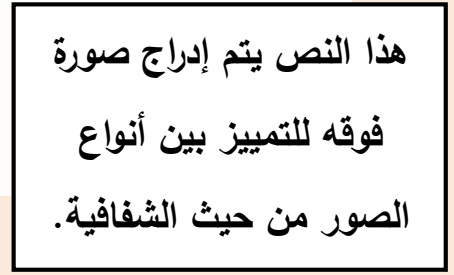 هذا النص يتم إدراج صورة
فوقه للتمييز بين أنواع
الصور من حيث الشفافية.